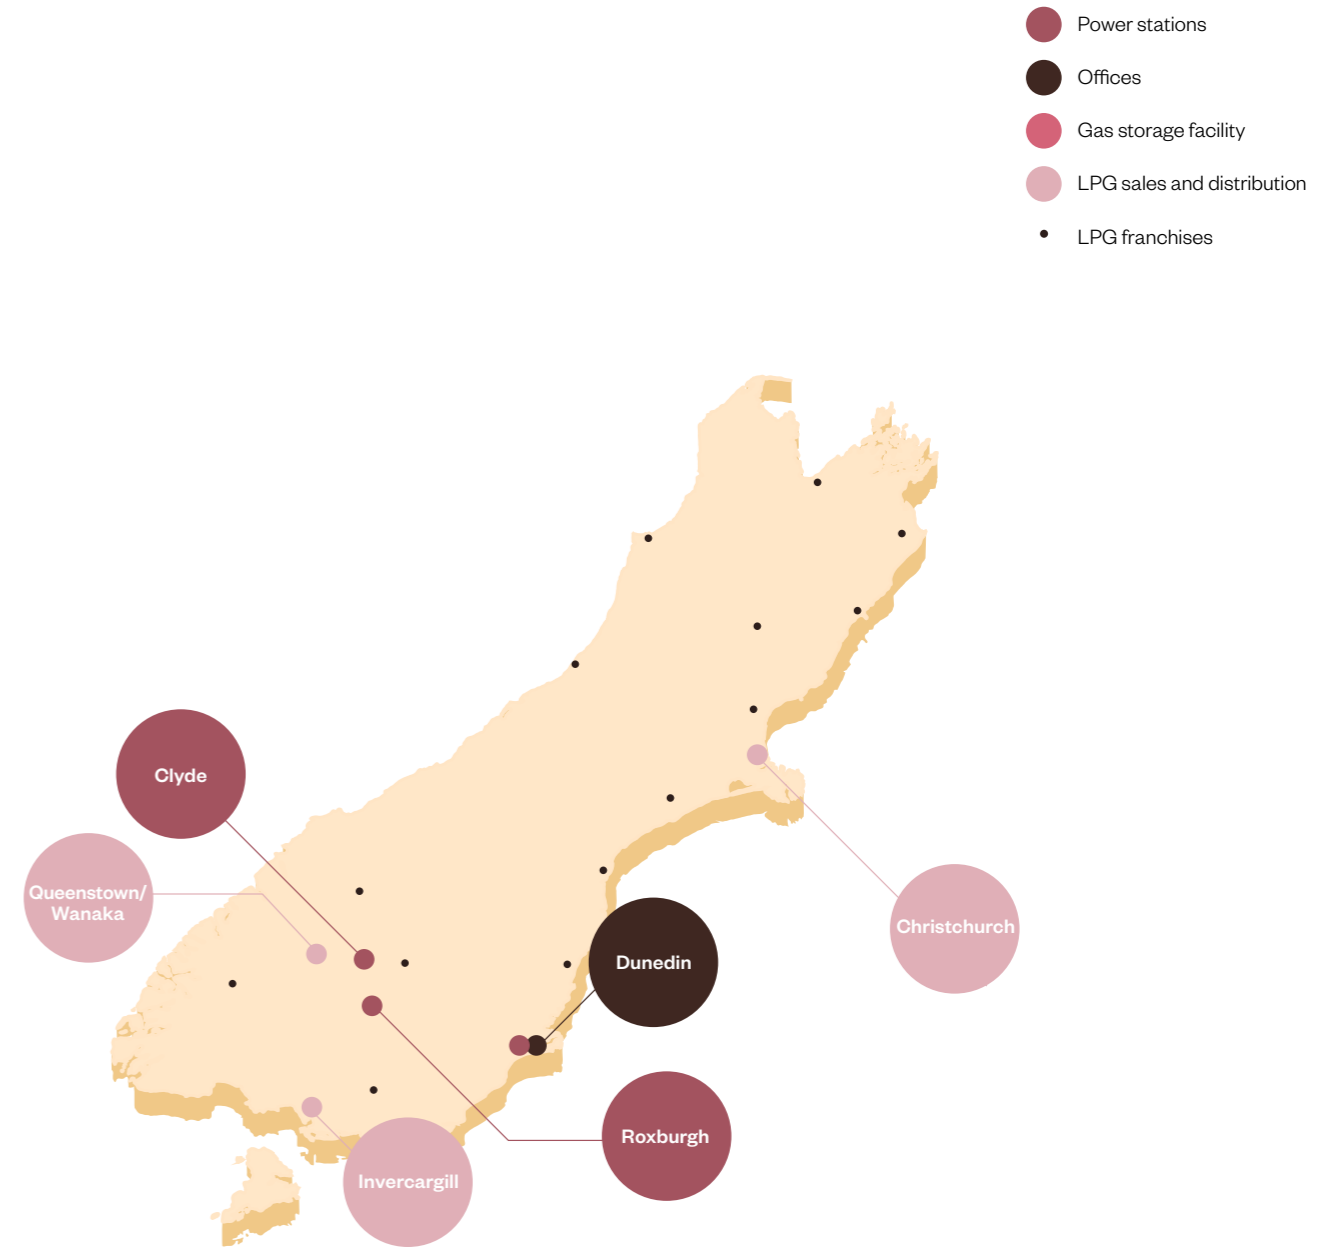 Power stations
Offices
Gas storage facility
LPG sales and distribution
LPG franchises
Clyde
Queenstown/
Wanaka
Christchurch
Dunedin
Roxburgh
Invercargill